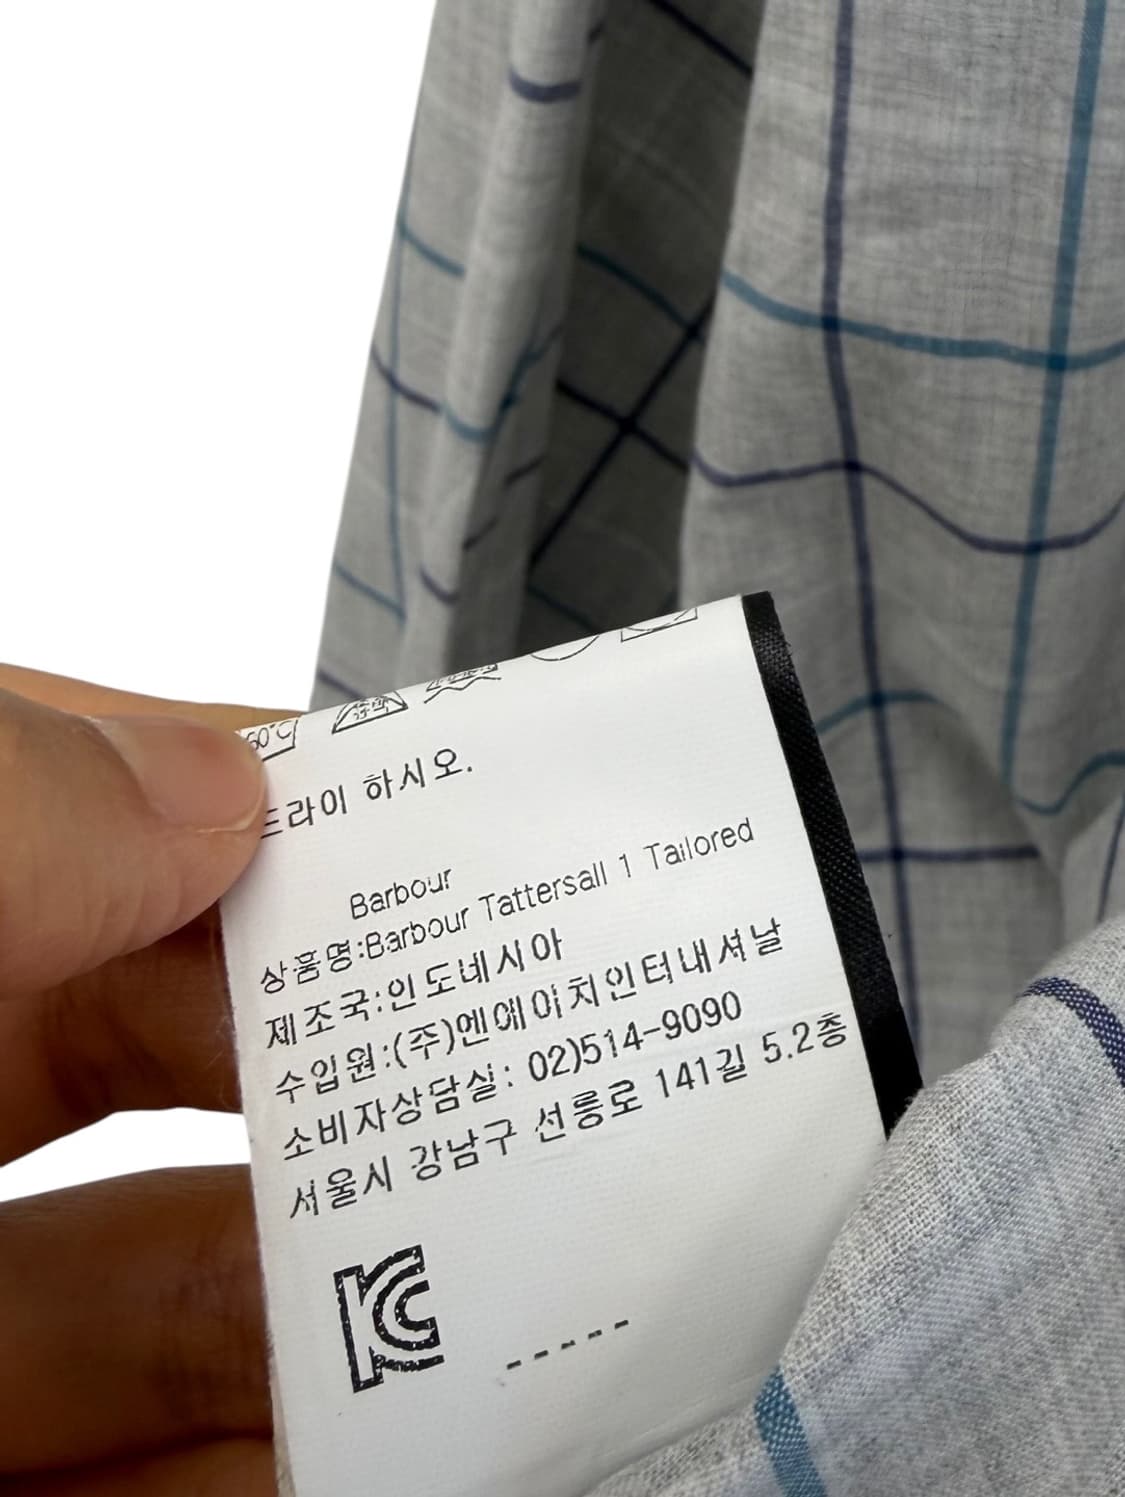 드라이 하시오.
Barbour
상품명:Barbour Tattersall 1 Tailored
제조국:인도네시아
수입원:(주)엔에이치인터내셔날
소비자상담실: 02)514-9090
서울시 강남구 선릉로 141길 5.2층
KC
-----